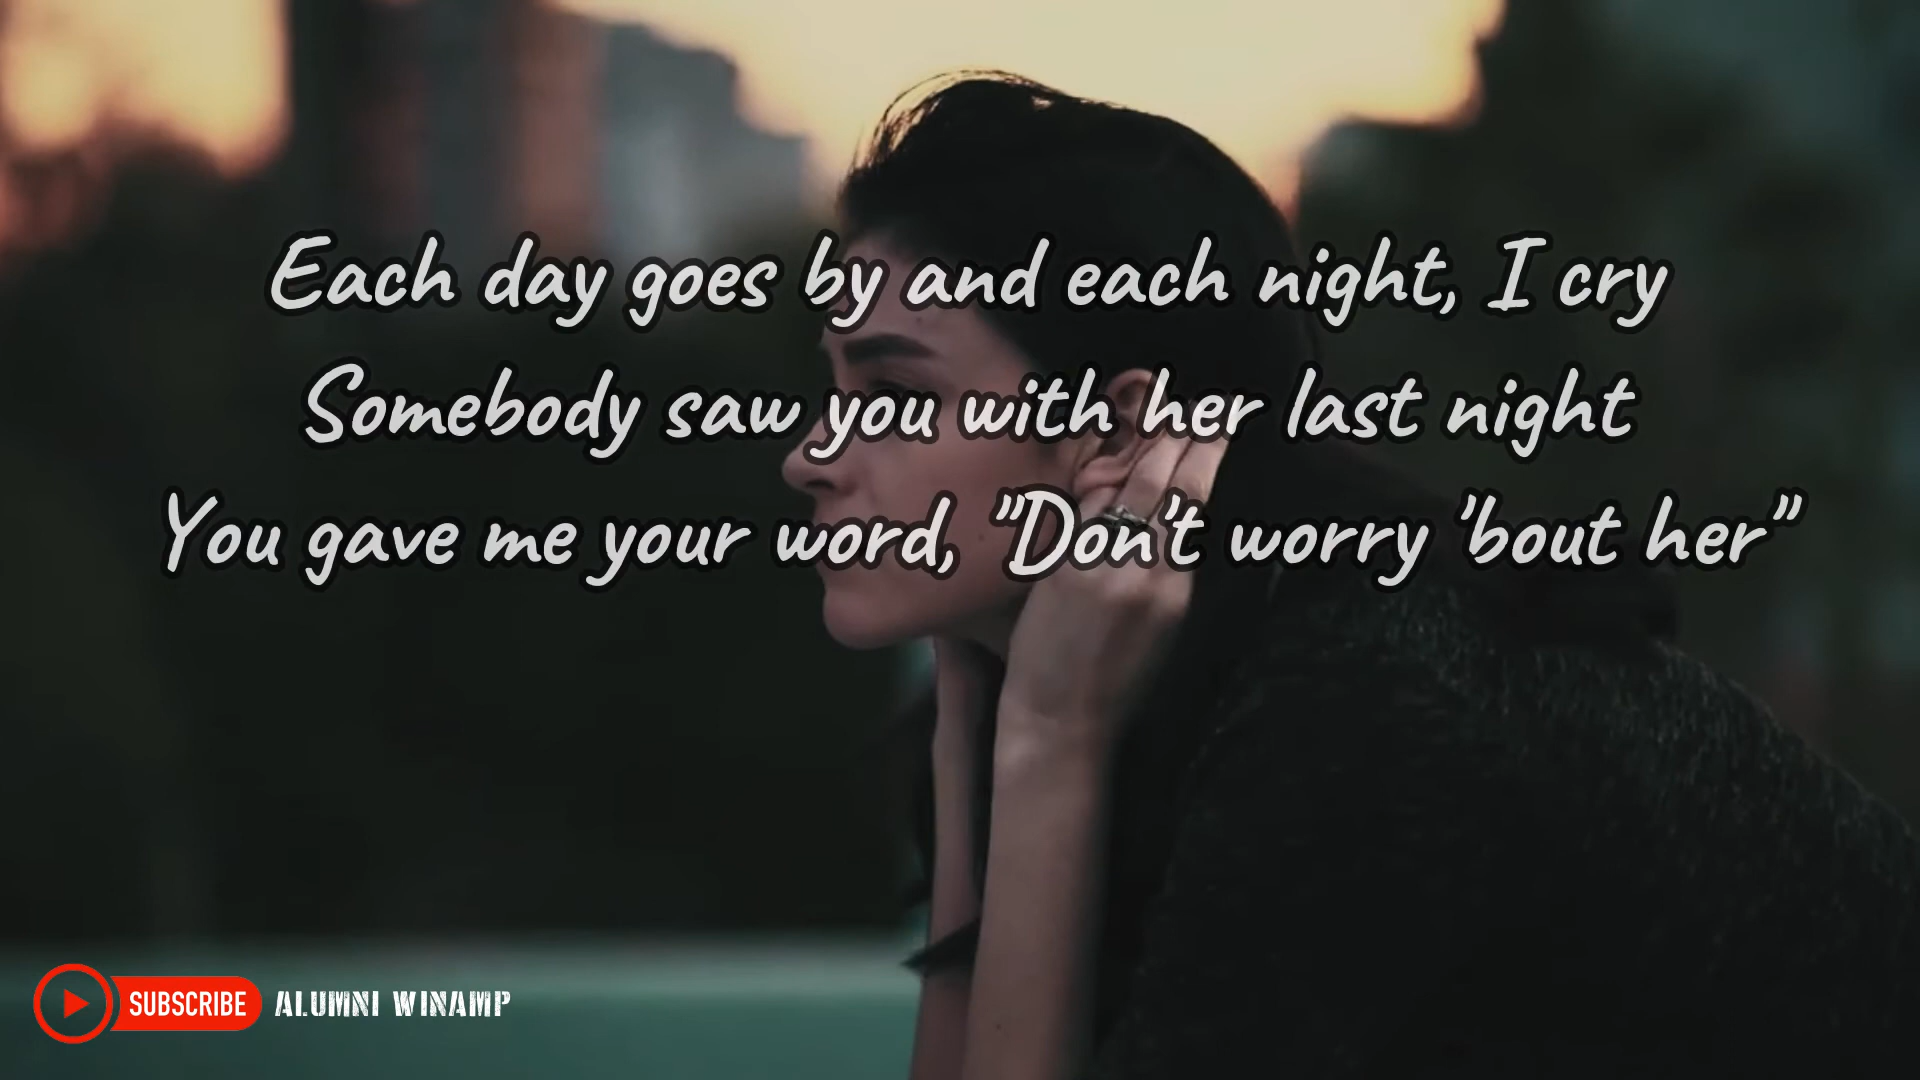 Each day goes by and each night, I cry
Somebody saw you with her last night
You gave me your word, "Don't worry 'bout her"
SUBSCRIBE ALUMNI WINAMP